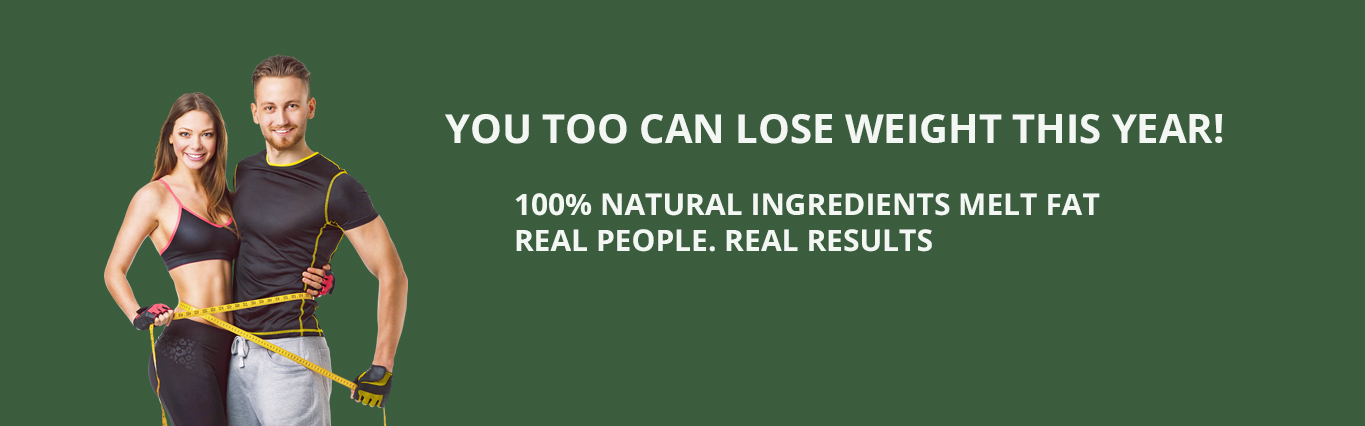 YOU TOO CAN LOSE WEIGHT THIS YEAR!
100% NATURAL INGREDIENTS MELT FAT
REAL PEOPLE. REAL RESULTS